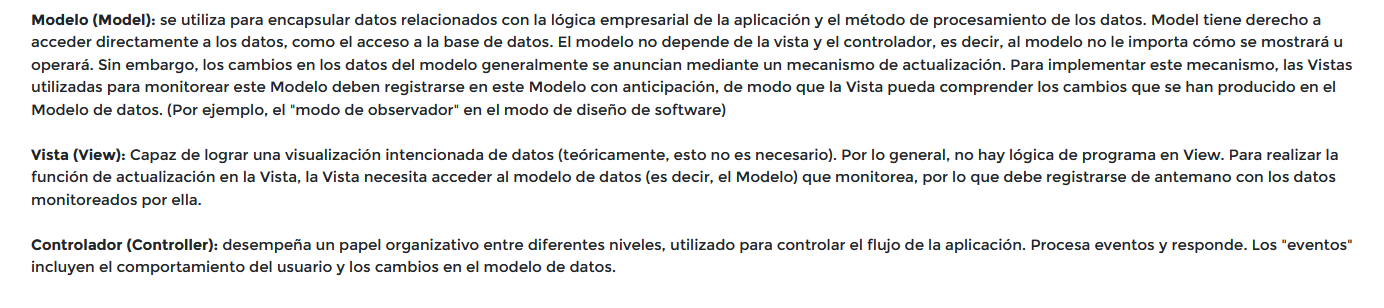 Modelo (Model): se utiliza para encapsular datos relacionados con la lógica empresarial de la aplicación y el método de procesamiento de los datos. Model tiene derecho a
acceder directamente a los datos, como el acceso a la base de datos. El modelo no depende de la vista y el controlador, es decir, al modelo no le importa cómo se mostrará u
operará. Sin embargo, los cambios en los datos del modelo generalmente se anuncian mediante un mecanismo de actualización. Para implementar este mecanismo, las Vistas
utilizadas para monitorear este Modelo deben registrarse en este Modelo con anticipación, de modo que la Vista pueda comprender los cambios que se han producido en el
Modelo de datos. (Por ejemplo, el "modo de observador" en el modo de diseño de software)
Vista (View): Capaz de lograr una visualización intencionada de datos (teóricamente, esto no es necesario). Por lo general, no hay lógica de programa en View. Para realizar la
función de actualización en la Vista, la Vista necesita acceder al modelo de datos (es decir, el Modelo) que monitorea, por lo que debe registrarse de antemano con los datos
monitoreados por ella.
Controlador (Controller): desempeña un papel organizativo entre diferentes niveles, utilizado para controlar el flujo de la aplicación. Procesa eventos y responde. Los "eventos"
incluyen el comportamiento del usuario y los cambios en el modelo de datos.